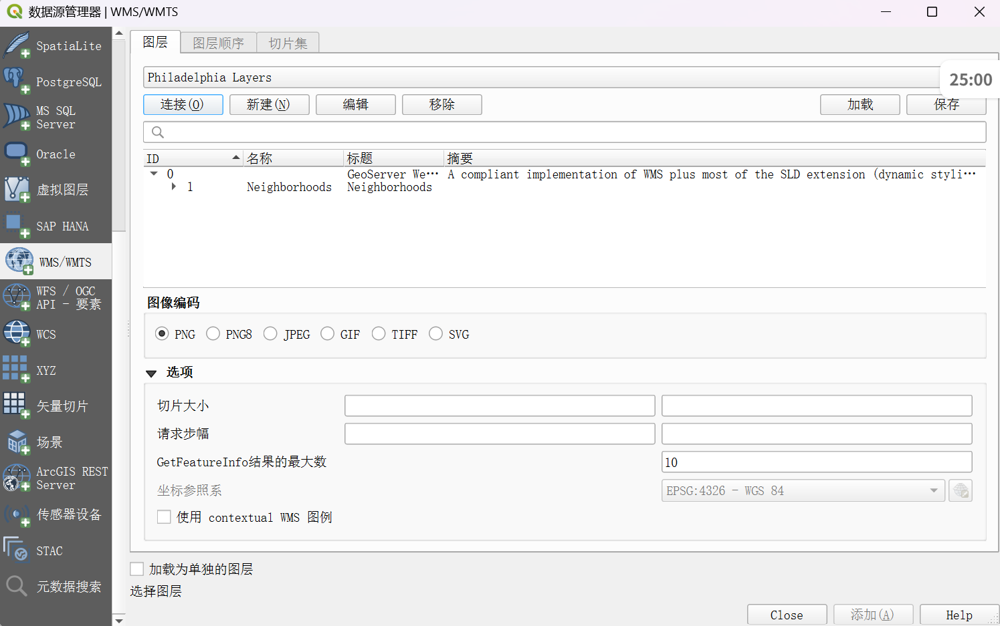 数据源管理器 | WMS/WMTS
SpatiaLite
PostgreSQL
MS SQL
Server
Oracle
虚拟图层
SAP HANA
WMS/WMTS
WFS / OGC
API - 要素
WCS
XYZ
矢量切片
场景
ArcGIS REST
Server
传感器设备
STAC
元数据搜索
图层 图层顺序 切片集
Philadelphia Layers
25:00
连接(O) 新建(N) 编辑 移除 加载 保存
ID 名称 标题 摘要
0 GeoServer We… A compliant implementation of WMS plus most of the SLD extension (dynamic styli…
1 Neighborhoods Neighborhoods
图像编码
PNG PNG8 JPEG GIF TIFF SVG
选项
切片大小
请求步幅
GetFeatureInfo结果的最大数 10
坐标参照系 EPSG:4326 - WGS 84
使用 contextual WMS 图例
加载为单独的图层
选择图层
Close 添加(A) Help